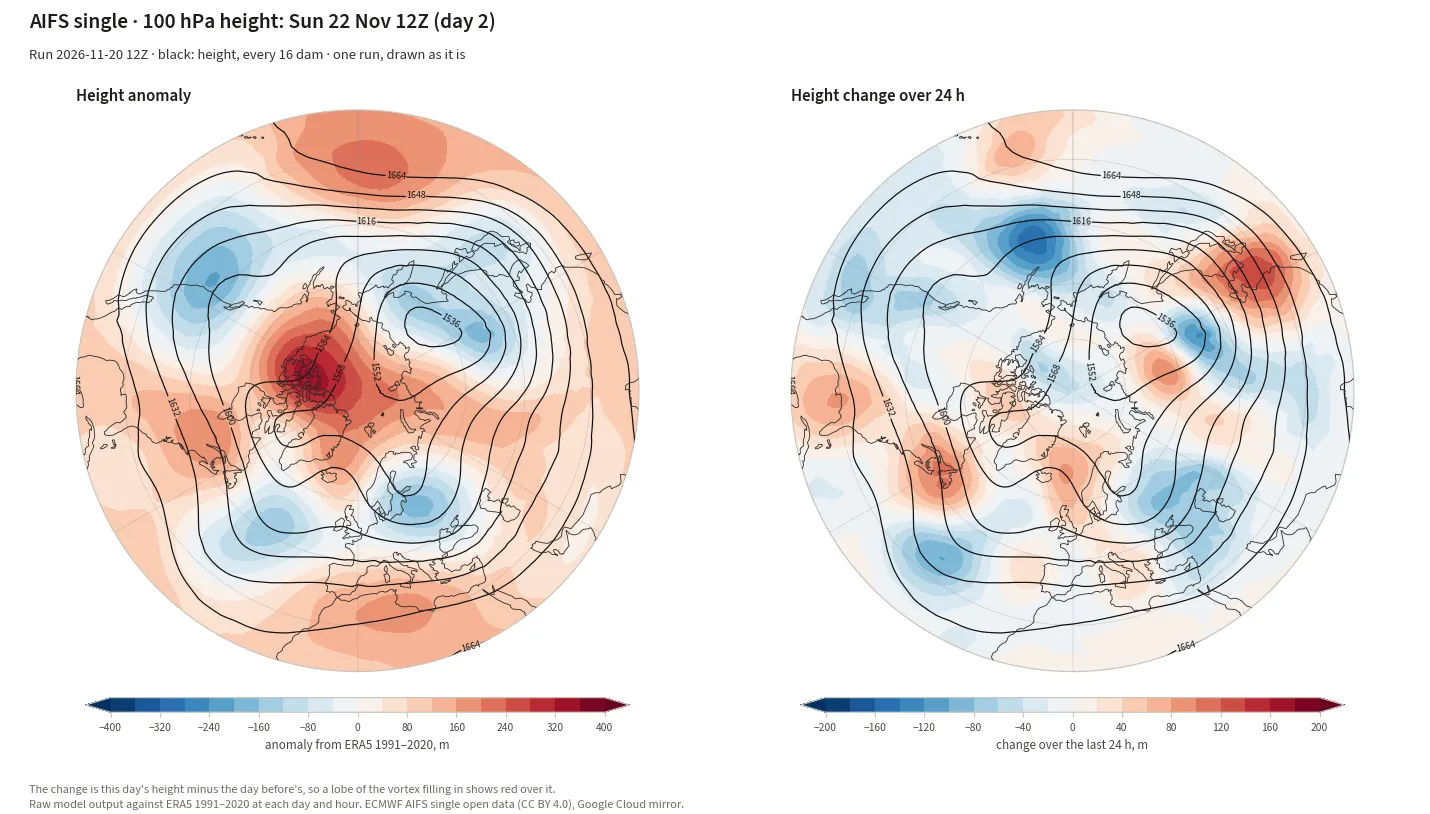 AIFS single · 100 hPa height: Sun 22 Nov 12Z (day 2)
Run 2026-11-20 12Z · black: height, every 16 dam · one run, drawn as it is
Height anomaly
Height change over 24 h
1664
1648
1616
1536
1584
1568
1552
1632
1600
1664
1664
1648
1616
1536
1584
1568
1552
1632
1600
1664
−400 −320 −240 −160 −80 0 80 160 240 320 400
anomaly from ERA5 1991–2020, m
−200 −160 −120 −80 −40 0 40 80 120 160 200
change over the last 24 h, m
The change is this day's height minus the day before's, so a lobe of the vortex filling in shows red over it.
Raw model output against ERA5 1991–2020 at each day and hour. ECMWF AIFS single open data (CC BY 4.0), Google Cloud mirror.